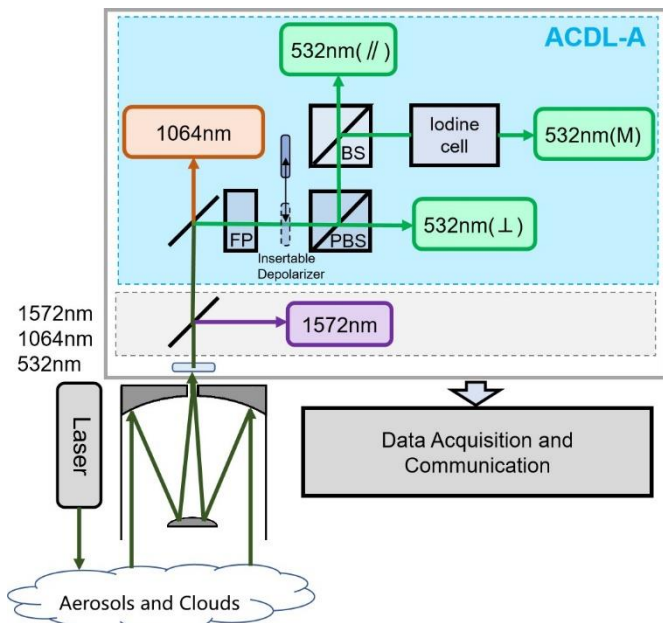 ACDL-A
532nm(//)
1064nm
BS
Iodine
cell
532nm(M)
FP
PBS
532nm(⊥)
Insertable
Depolarizer
1572nm
1572nm
1064nm
532nm
Laser
Data Acquisition and
Communication
Aerosols and Clouds